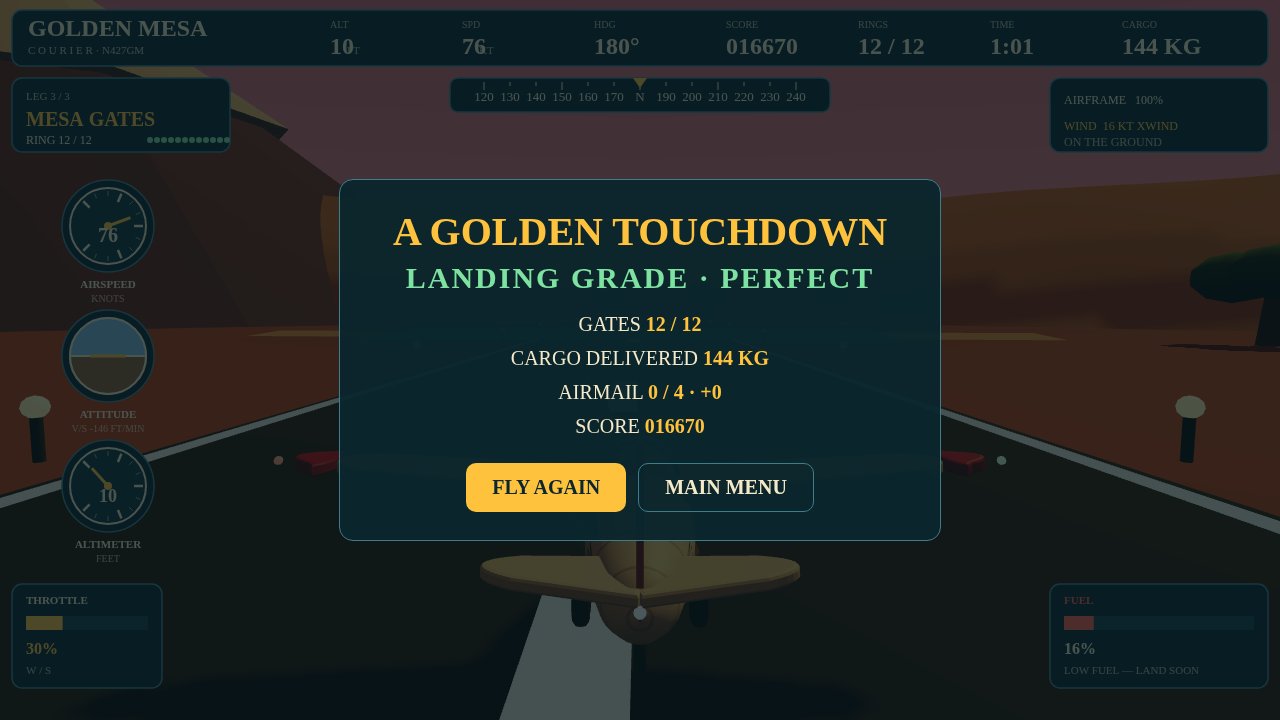 GOLDEN MESA
COURIER · N427GM
ALT
10 FT
SPD
76 KT
HDG
180°
SCORE
016670
RINGS
12 / 12
TIME
1:01
CARGO
144 KG
LEG 3 / 3
MESA GATES
RING 12 / 12
120 130 140 150 160 170 N 190 200 210 220 230 240
AIRFRAME 100%
WIND 16 KT XWIND
ON THE GROUND
76
AIRSPEED
KNOTS
ATTITUDE
V/S -146 FT/MIN
10
ALTIMETER
FEET
A GOLDEN TOUCHDOWN
LANDING GRADE · PERFECT
GATES 12 / 12
CARGO DELIVERED 144 KG
AIRMAIL 0 / 4 · +0
SCORE 016670
FLY AGAIN
MAIN MENU
THROTTLE
30%
W / S
FUEL
16%
LOW FUEL — LAND SOON